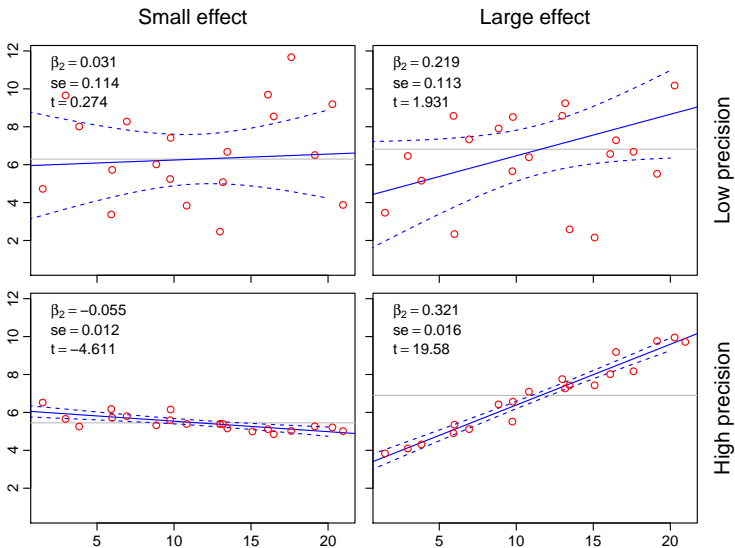 Small effect
Large effect
β₂ = 0.031
se = 0.114
t = 0.274
β₂ = 0.219
se = 0.113
t = 1.931
Low precision
12
10
8
6
4
2
β₂ = −0.055
se = 0.012
t = −4.611
β₂ = 0.321
se = 0.016
t = 19.58
High precision
12
10
8
6
4
2
5 10 15 20
5 10 15 20